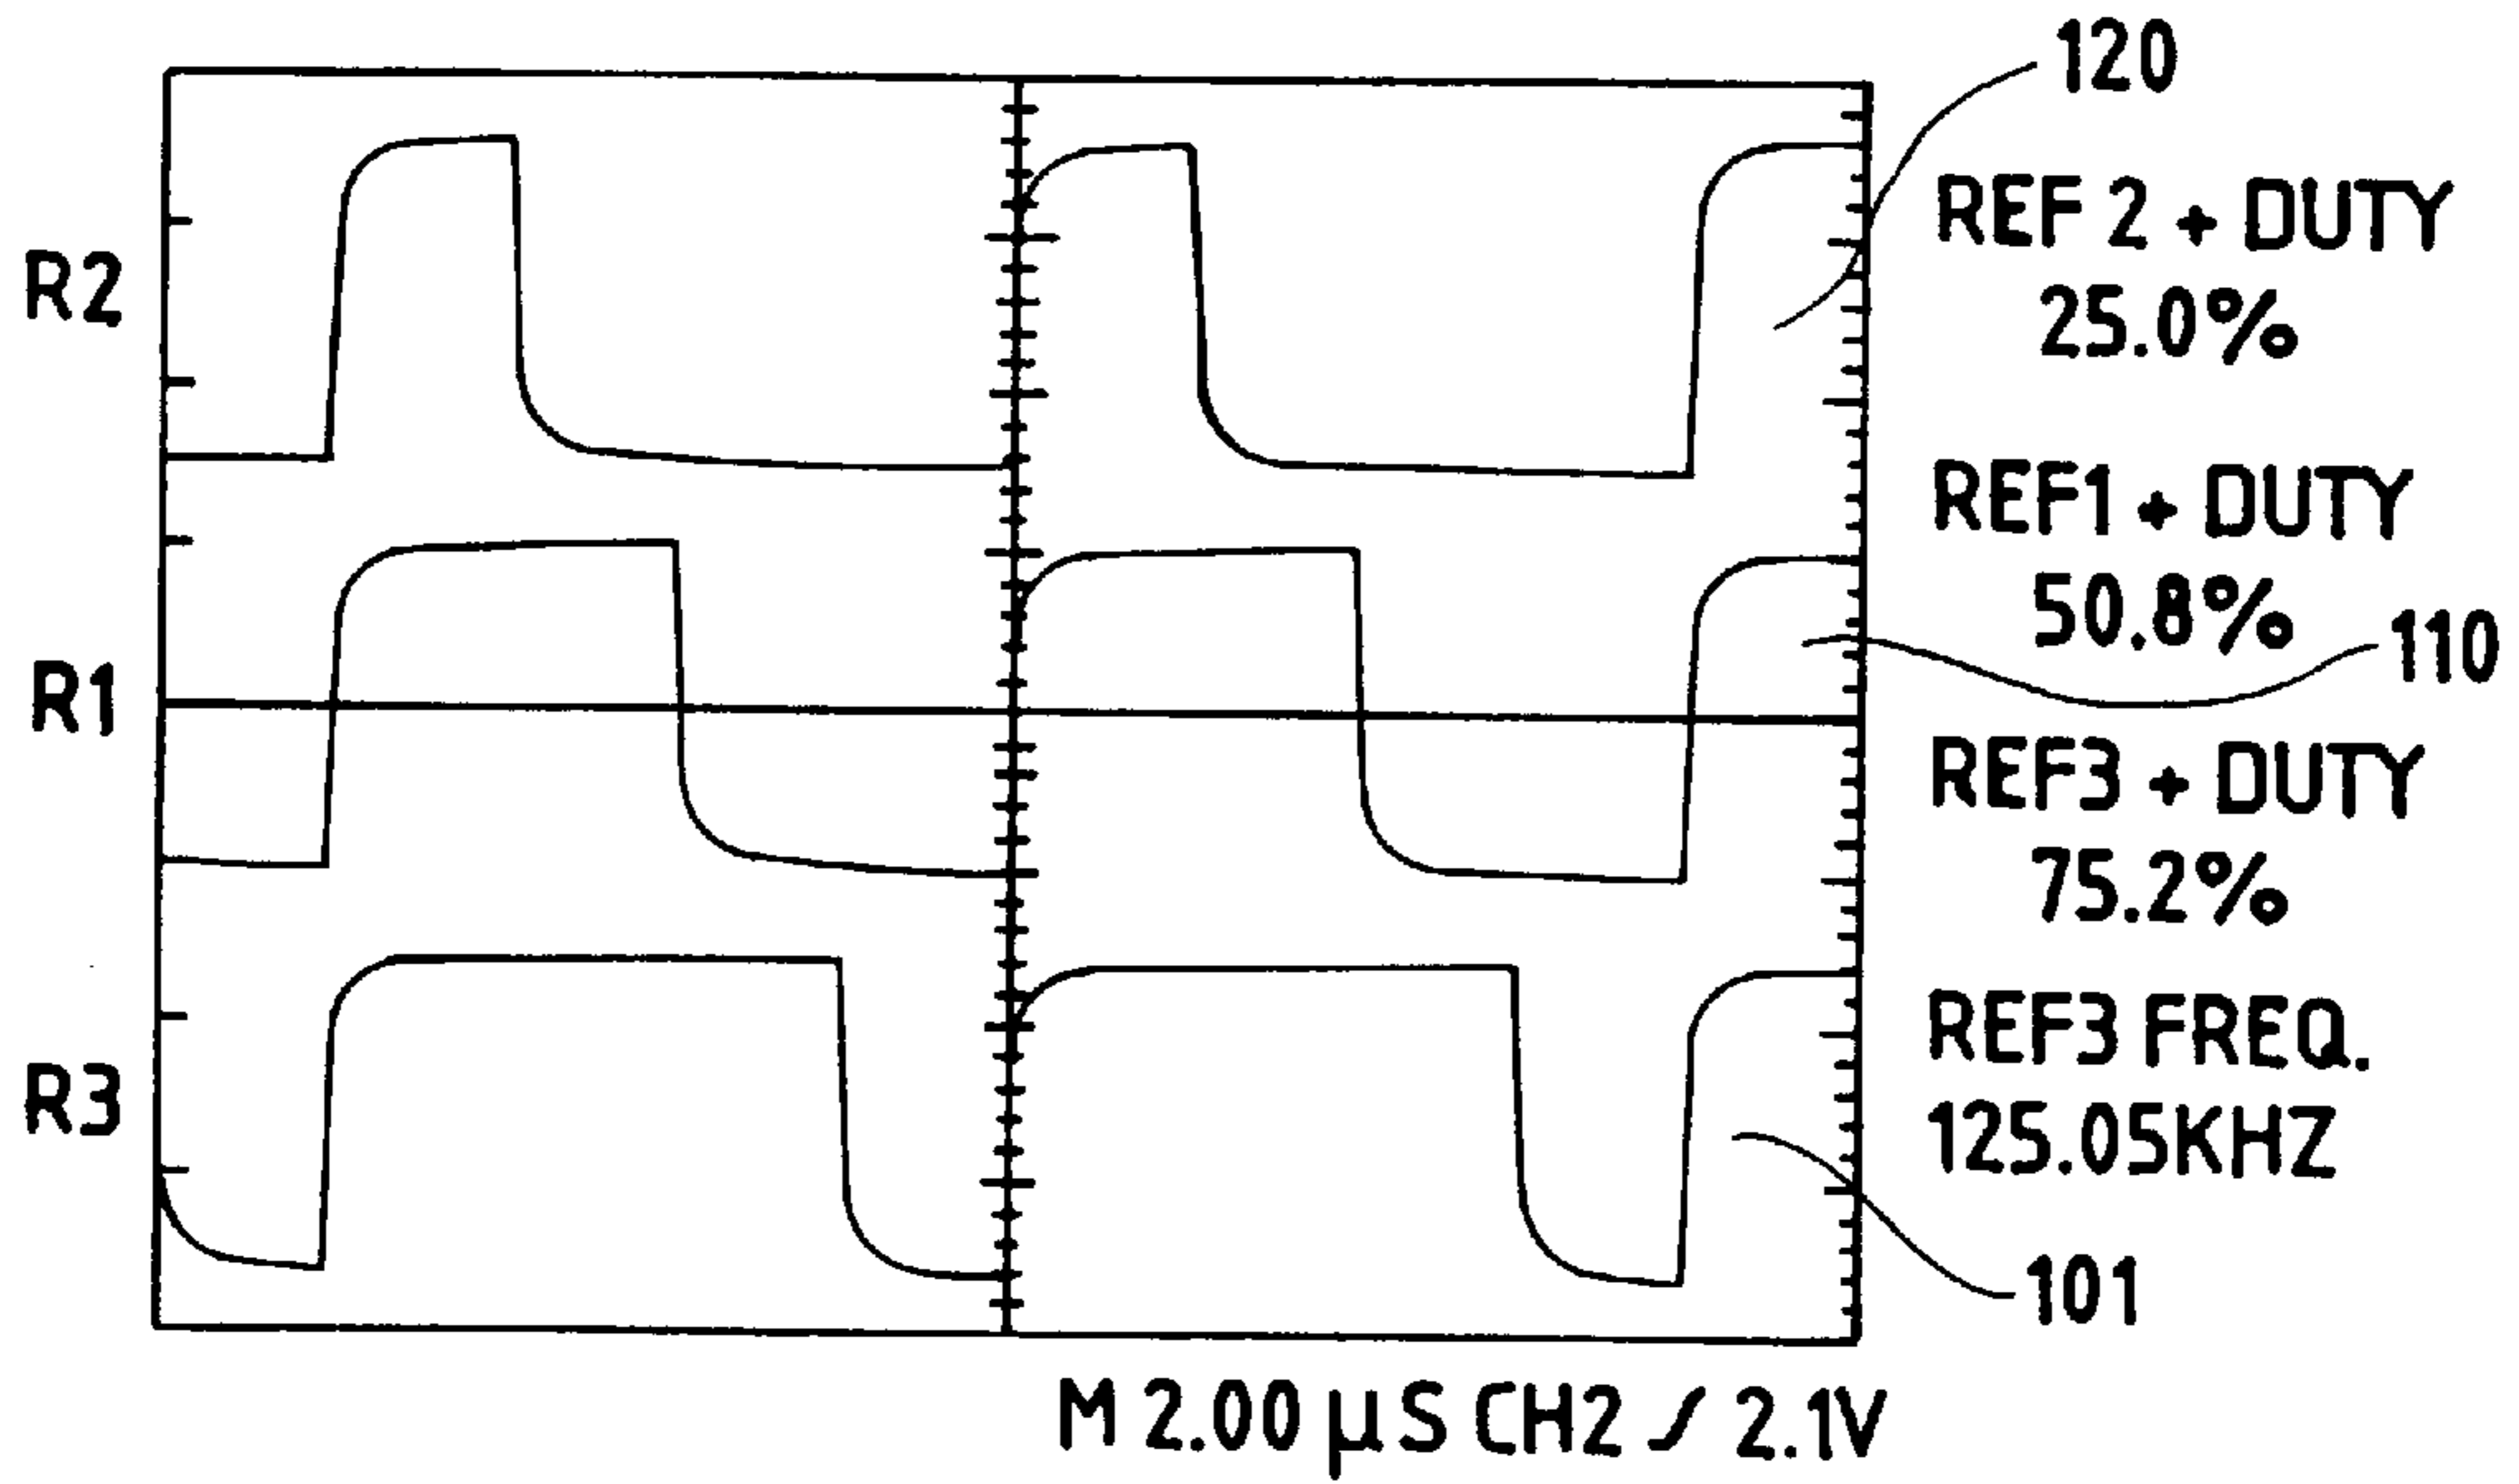 120
R2
REF 2 + DUTY
25.0%
REF1 + DUTY
50.8%
110
R1
REF3 + DUTY
75.2%
R3
REF3 FREQ.
125.05KHZ
101
M 2.00 µS CH2 ⎎ 2.1V